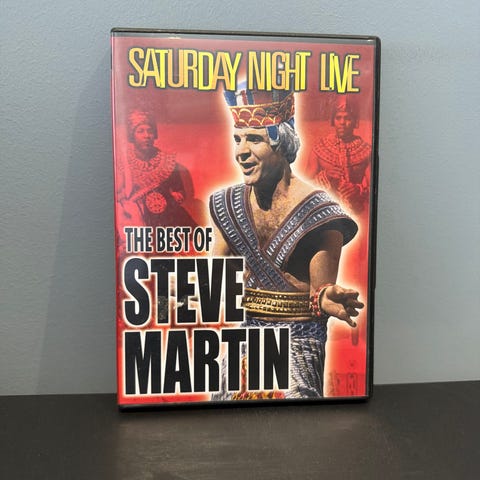 SATURDAY NIGHT LIVE
THE BEST OF
STEVE
MARTIN